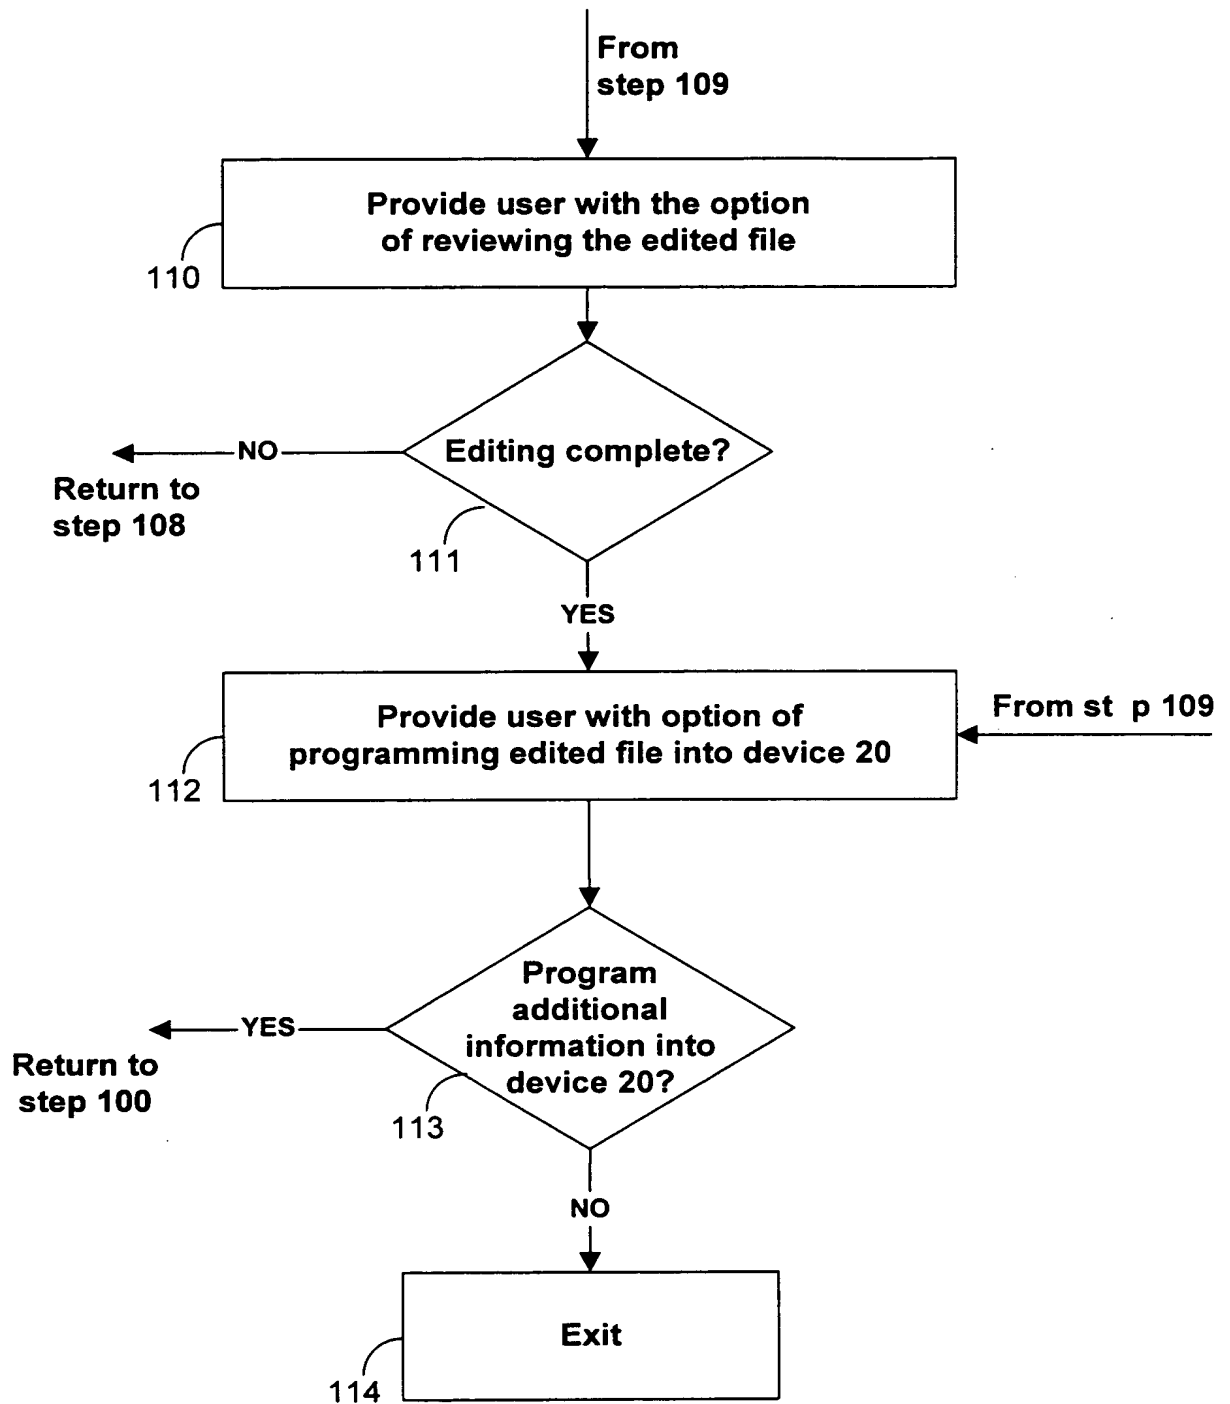 From
step 109
Provide user with the option
of reviewing the edited file
110
Editing complete?
NO
Return to
step 108
111
YES
Provide user with option of
programming edited file into device 20
From st p 109
112
Program
additional
information into
device 20?
YES
Return to
step 100
113
NO
Exit
114